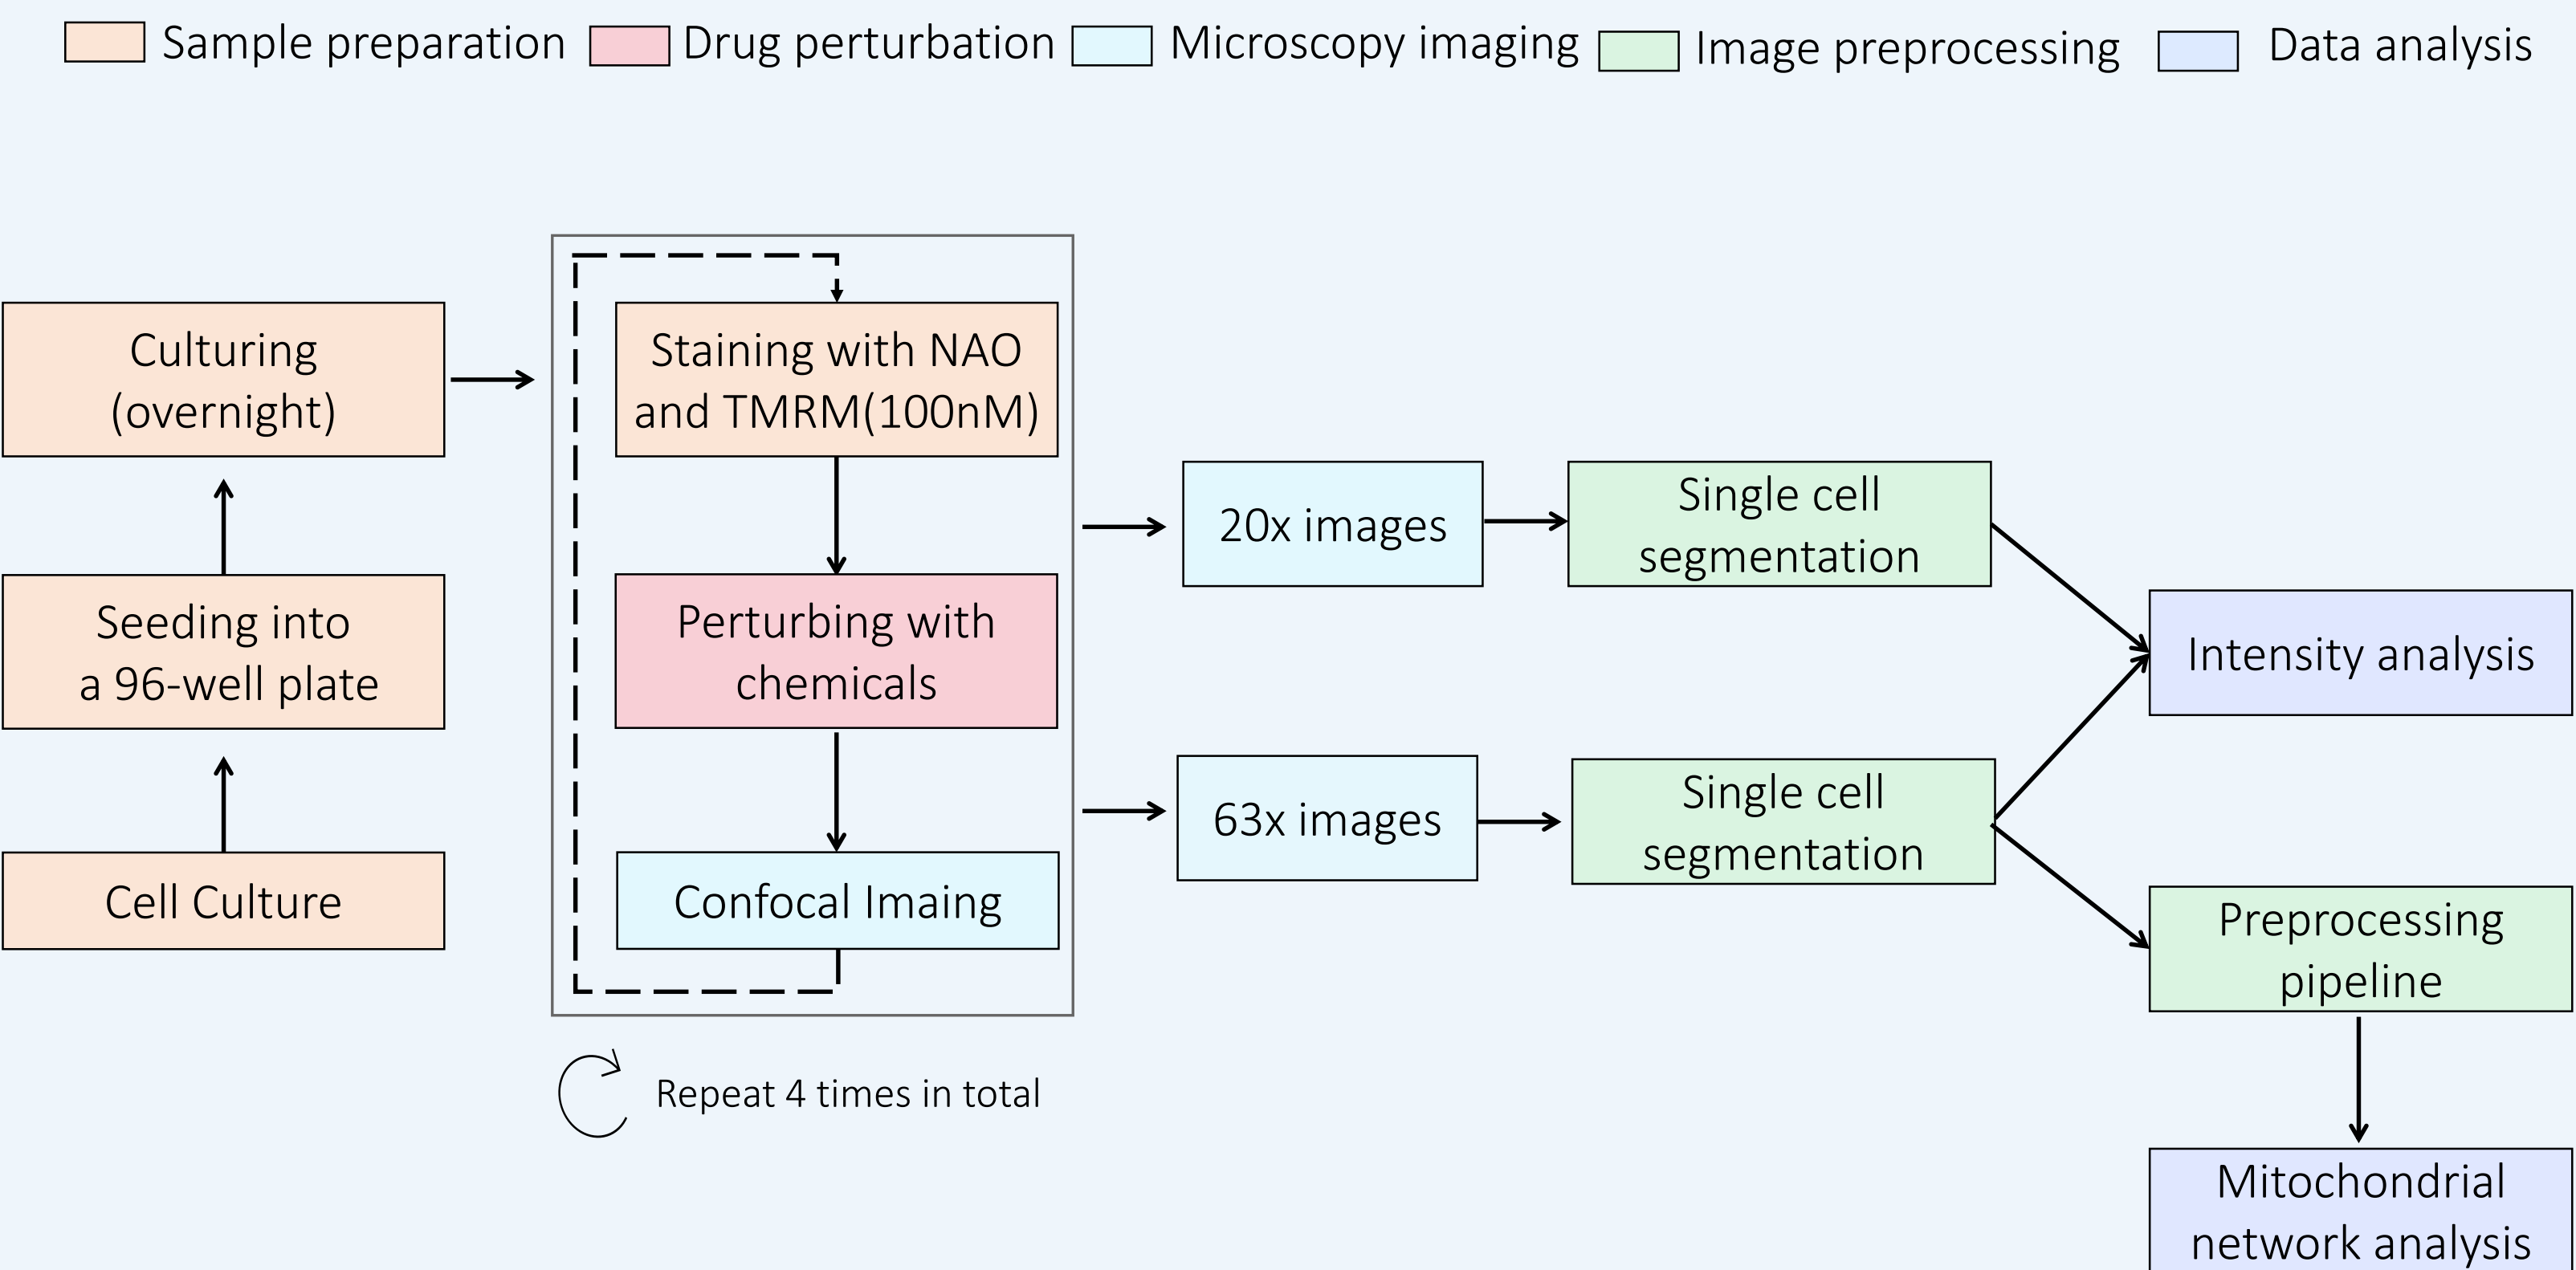 Sample preparation
Drug perturbation
Microscopy imaging
Image preprocessing
Data analysis
Culturing
(overnight)
Seeding into
a 96-well plate
Cell Culture
Staining with NAO
and TMRM(100nM)
Perturbing with
chemicals
Confocal Imaing
Repeat 4 times in total
20x images
Single cell
segmentation
63x images
Single cell
segmentation
Intensity analysis
Preprocessing
pipeline
Mitochondrial
network analysis